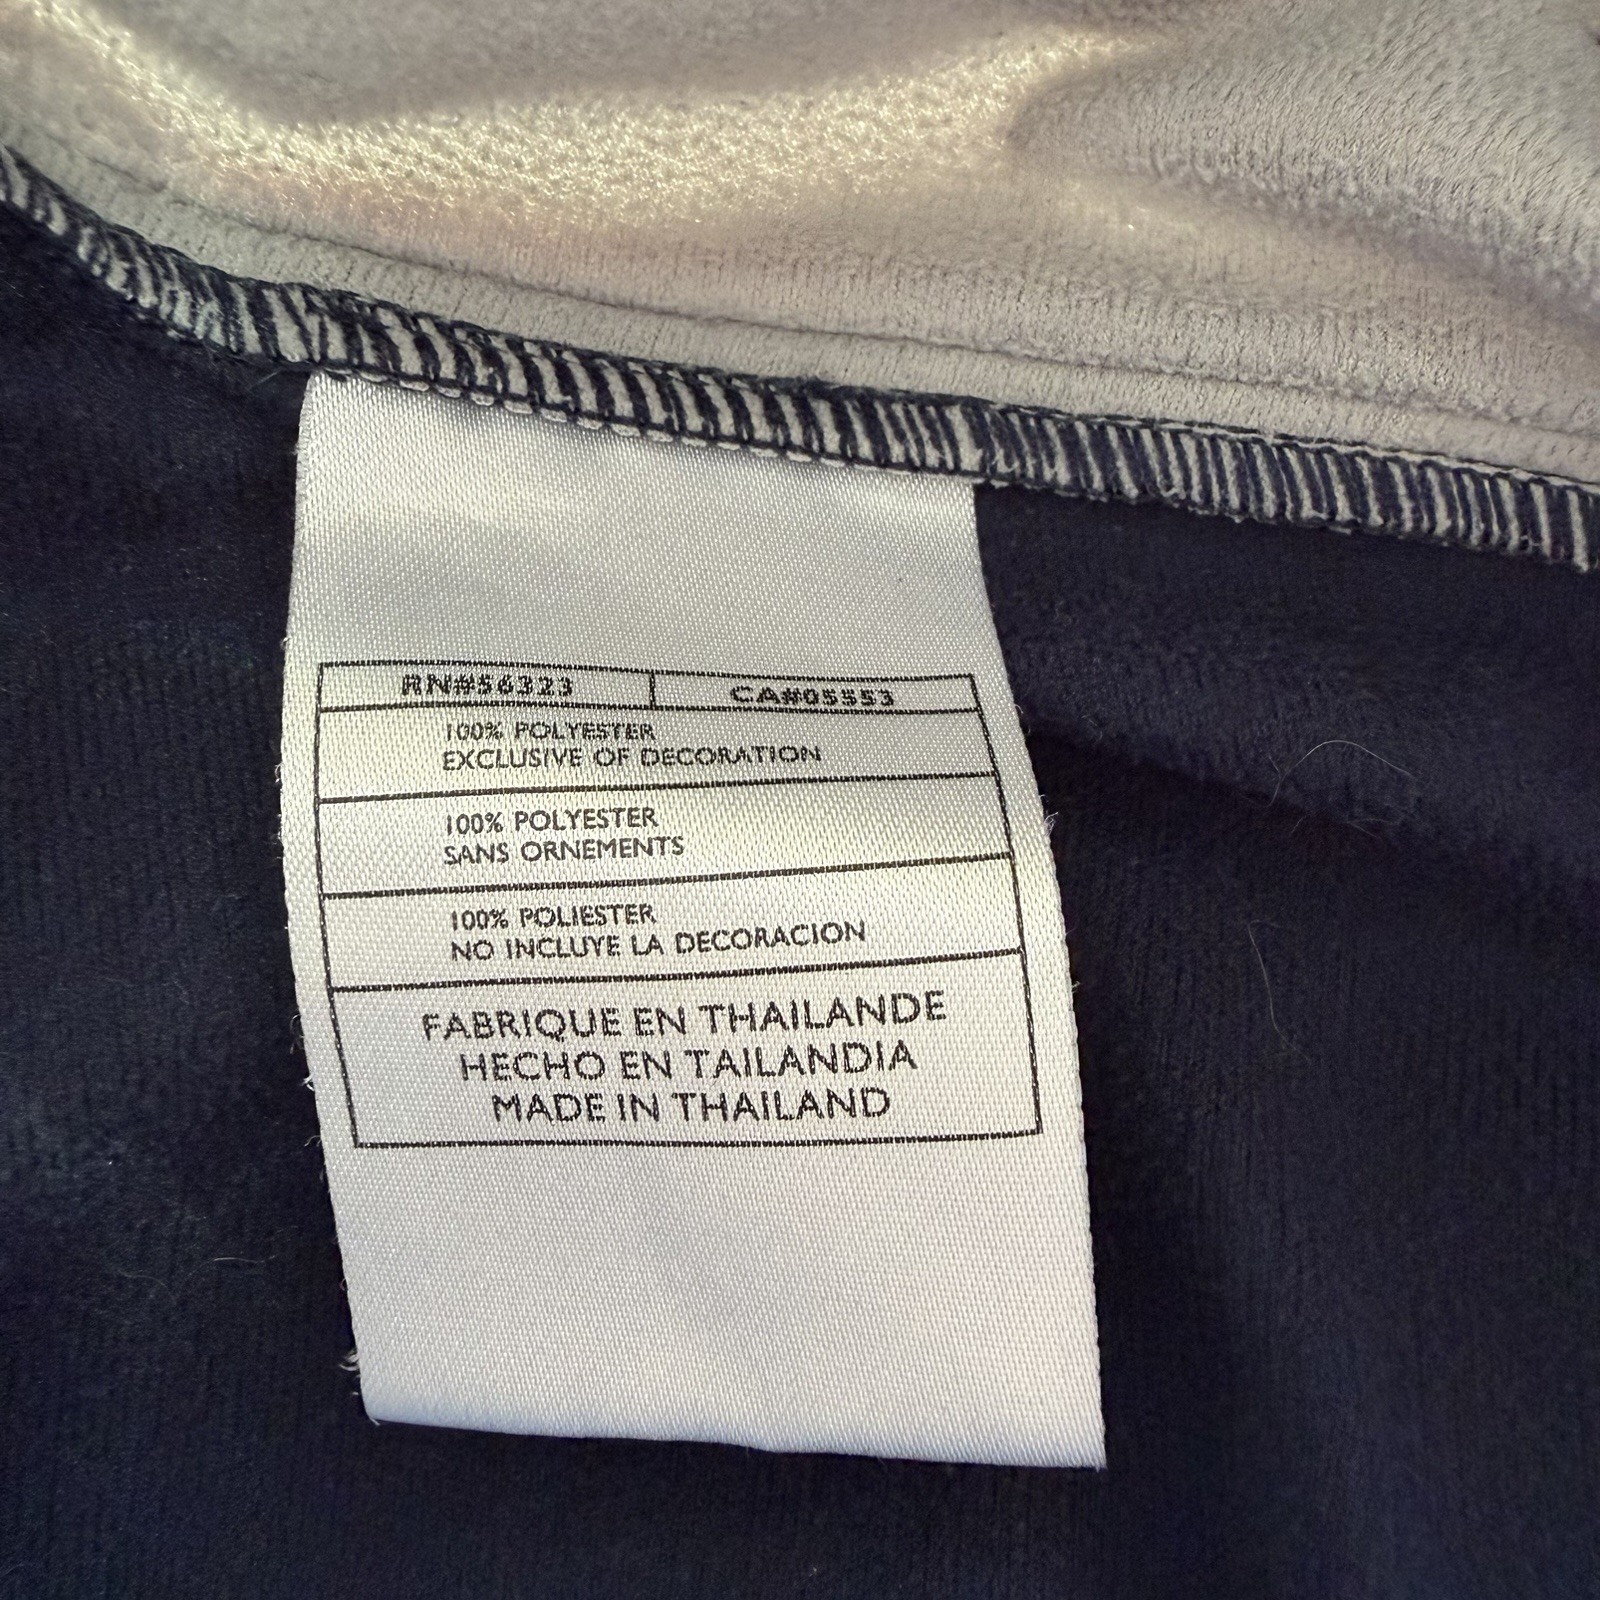 RN#56323 CA#05553
100% POLYESTER
EXCLUSIVE OF DECORATION
100% POLYESTER
SANS ORNEMENTS
100% POLIESTER
NO INCLUYE LA DECORACION
FABRIQUE EN THAILANDE
HECHO EN TAILANDIA
MADE IN THAILAND